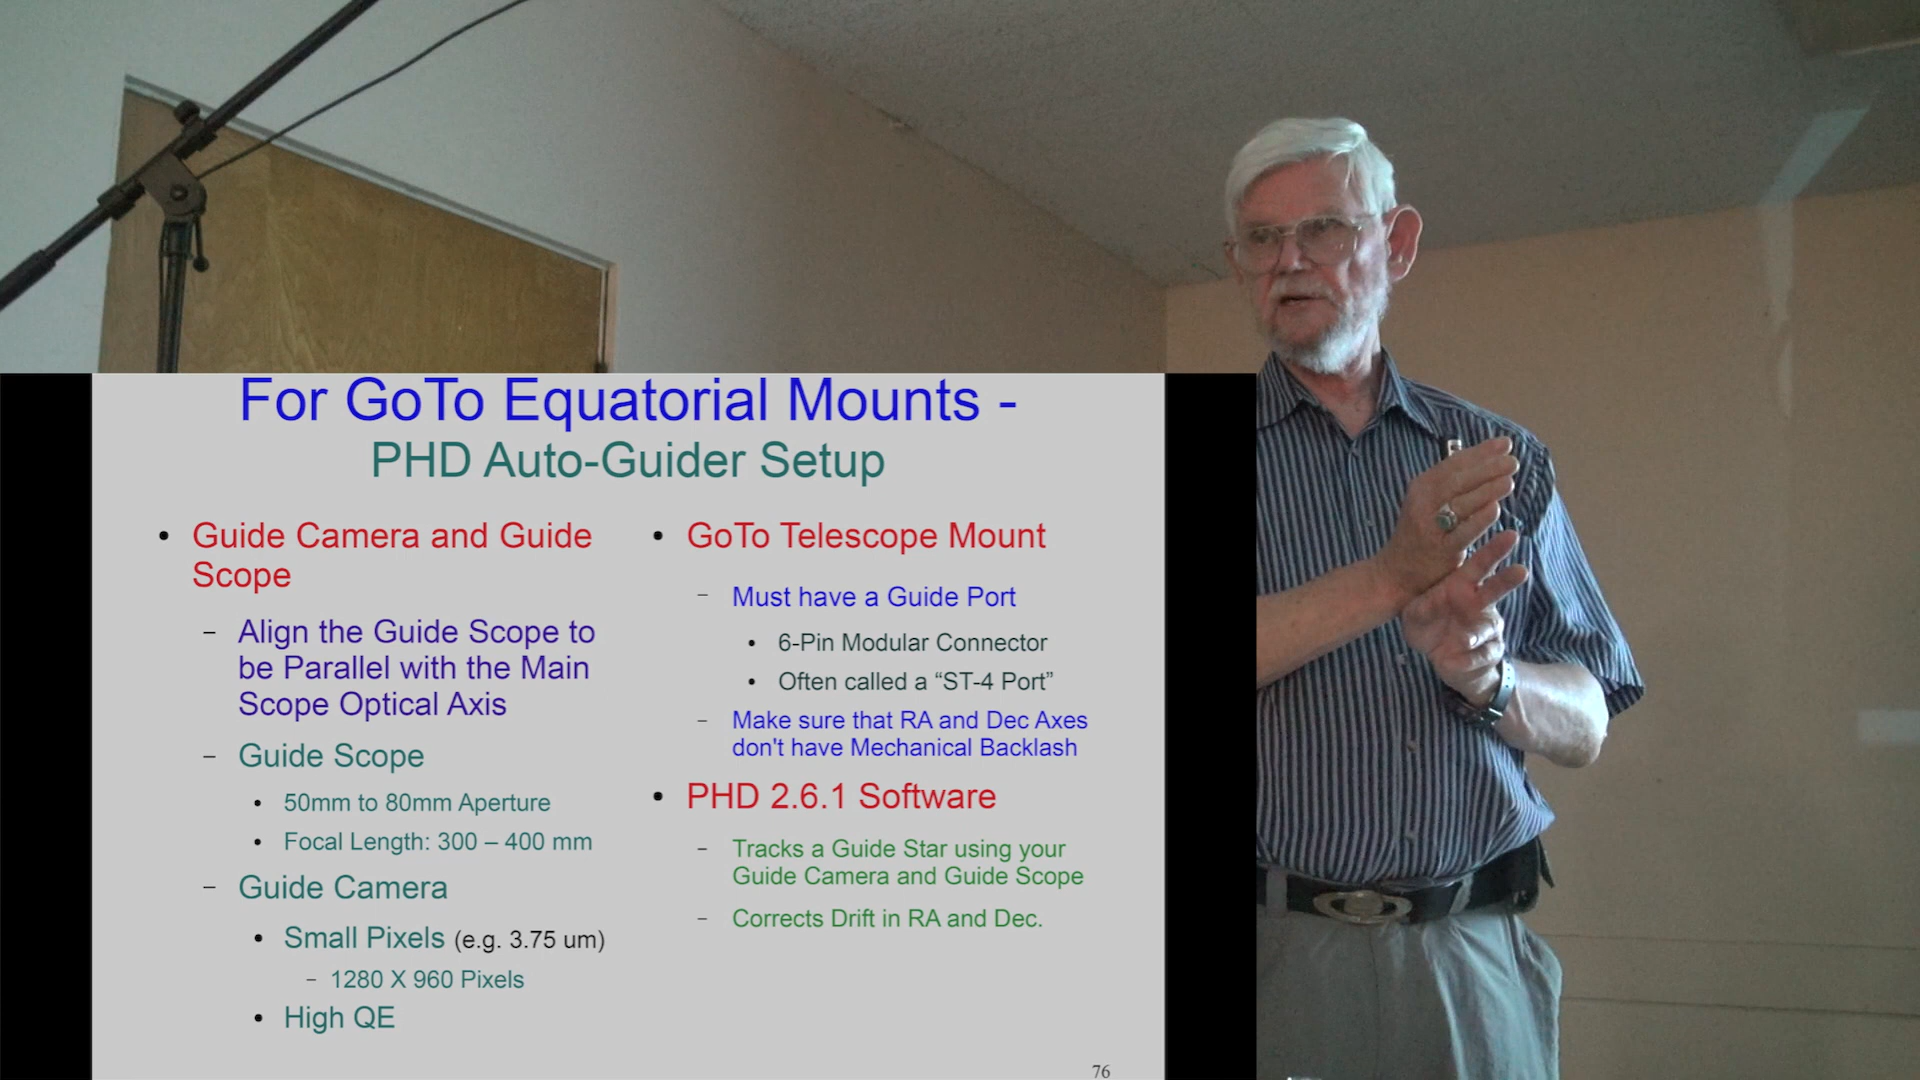 For GoTo Equatorial Mounts -
PHD Auto-Guider Setup
• Guide Camera and Guide
Scope
– Align the Guide Scope to
be Parallel with the Main
Scope Optical Axis
– Guide Scope
• 50mm to 80mm Aperture
• Focal Length: 300 – 400 mm
– Guide Camera
• Small Pixels (e.g. 3.75 um)
– 1280 X 960 Pixels
• High QE
• GoTo Telescope Mount
– Must have a Guide Port
• 6-Pin Modular Connector
• Often called a “ST-4 Port”
– Make sure that RA and Dec Axes
don't have Mechanical Backlash
• PHD 2.6.1 Software
– Tracks a Guide Star using your
Guide Camera and Guide Scope
– Corrects Drift in RA and Dec.
76